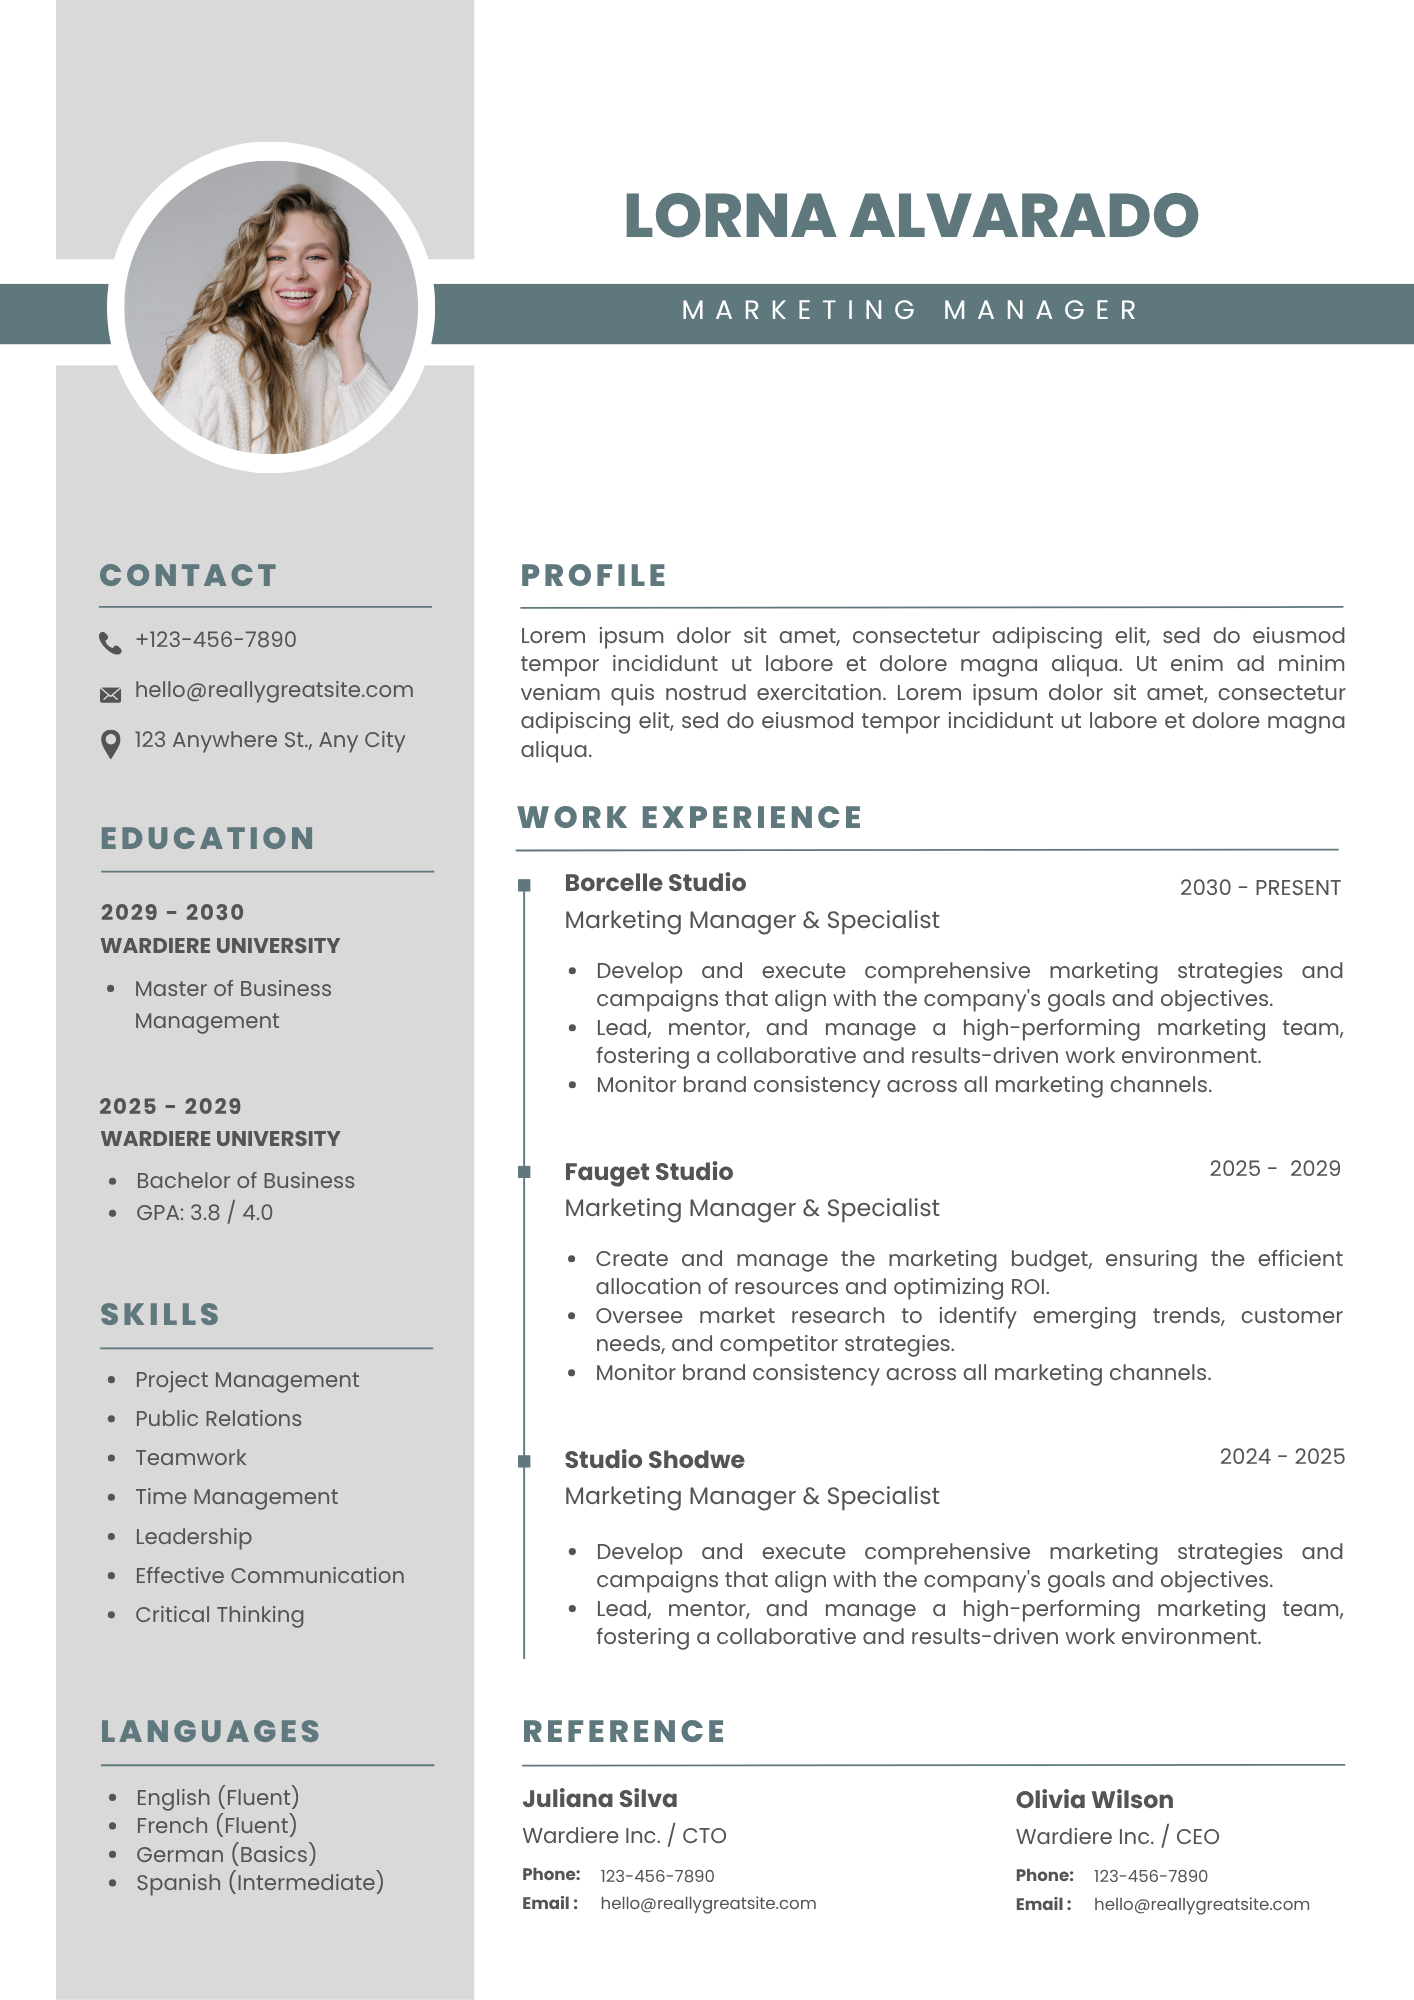 LORNA ALVARADO
MARKETING MANAGER
CONTACT
+123-456-7890
hello@reallygreatsite.com
123 Anywhere St., Any City
EDUCATION
2029 - 2030
WARDIERE UNIVERSITY
• Master of Business
Management
2025 - 2029
WARDIERE UNIVERSITY
• Bachelor of Business
• GPA: 3.8 / 4.0
SKILLS
• Project Management
• Public Relations
• Teamwork
• Time Management
• Leadership
• Effective Communication
• Critical Thinking
LANGUAGES
• English (Fluent)
• French (Fluent)
• German (Basics)
• Spanish (Intermediate)
PROFILE
Lorem ipsum dolor sit amet, consectetur adipiscing elit, sed do eiusmod
tempor incididunt ut labore et dolore magna aliqua. Ut enim ad minim
veniam quis nostrud exercitation. Lorem ipsum dolor sit amet, consectetur
adipiscing elit, sed do eiusmod tempor incididunt ut labore et dolore magna
aliqua.
WORK EXPERIENCE
Borcelle Studio
2030 - PRESENT
Marketing Manager & Specialist
• Develop and execute comprehensive marketing strategies and
campaigns that align with the company's goals and objectives.
• Lead, mentor, and manage a high-performing marketing team,
fostering a collaborative and results-driven work environment.
• Monitor brand consistency across all marketing channels.
Fauget Studio
2025 - 2029
Marketing Manager & Specialist
• Create and manage the marketing budget, ensuring the efficient
allocation of resources and optimizing ROI.
• Oversee market research to identify emerging trends, customer
needs, and competitor strategies.
• Monitor brand consistency across all marketing channels.
Studio Shodwe
2024 - 2025
Marketing Manager & Specialist
• Develop and execute comprehensive marketing strategies and
campaigns that align with the company's goals and objectives.
• Lead, mentor, and manage a high-performing marketing team,
fostering a collaborative and results-driven work environment.
REFERENCE
Juliana Silva
Wardiere Inc. / CTO
Phone: 123-456-7890
Email : hello@reallygreatsite.com
Olivia Wilson
Wardiere Inc. / CEO
Phone: 123-456-7890
Email : hello@reallygreatsite.com